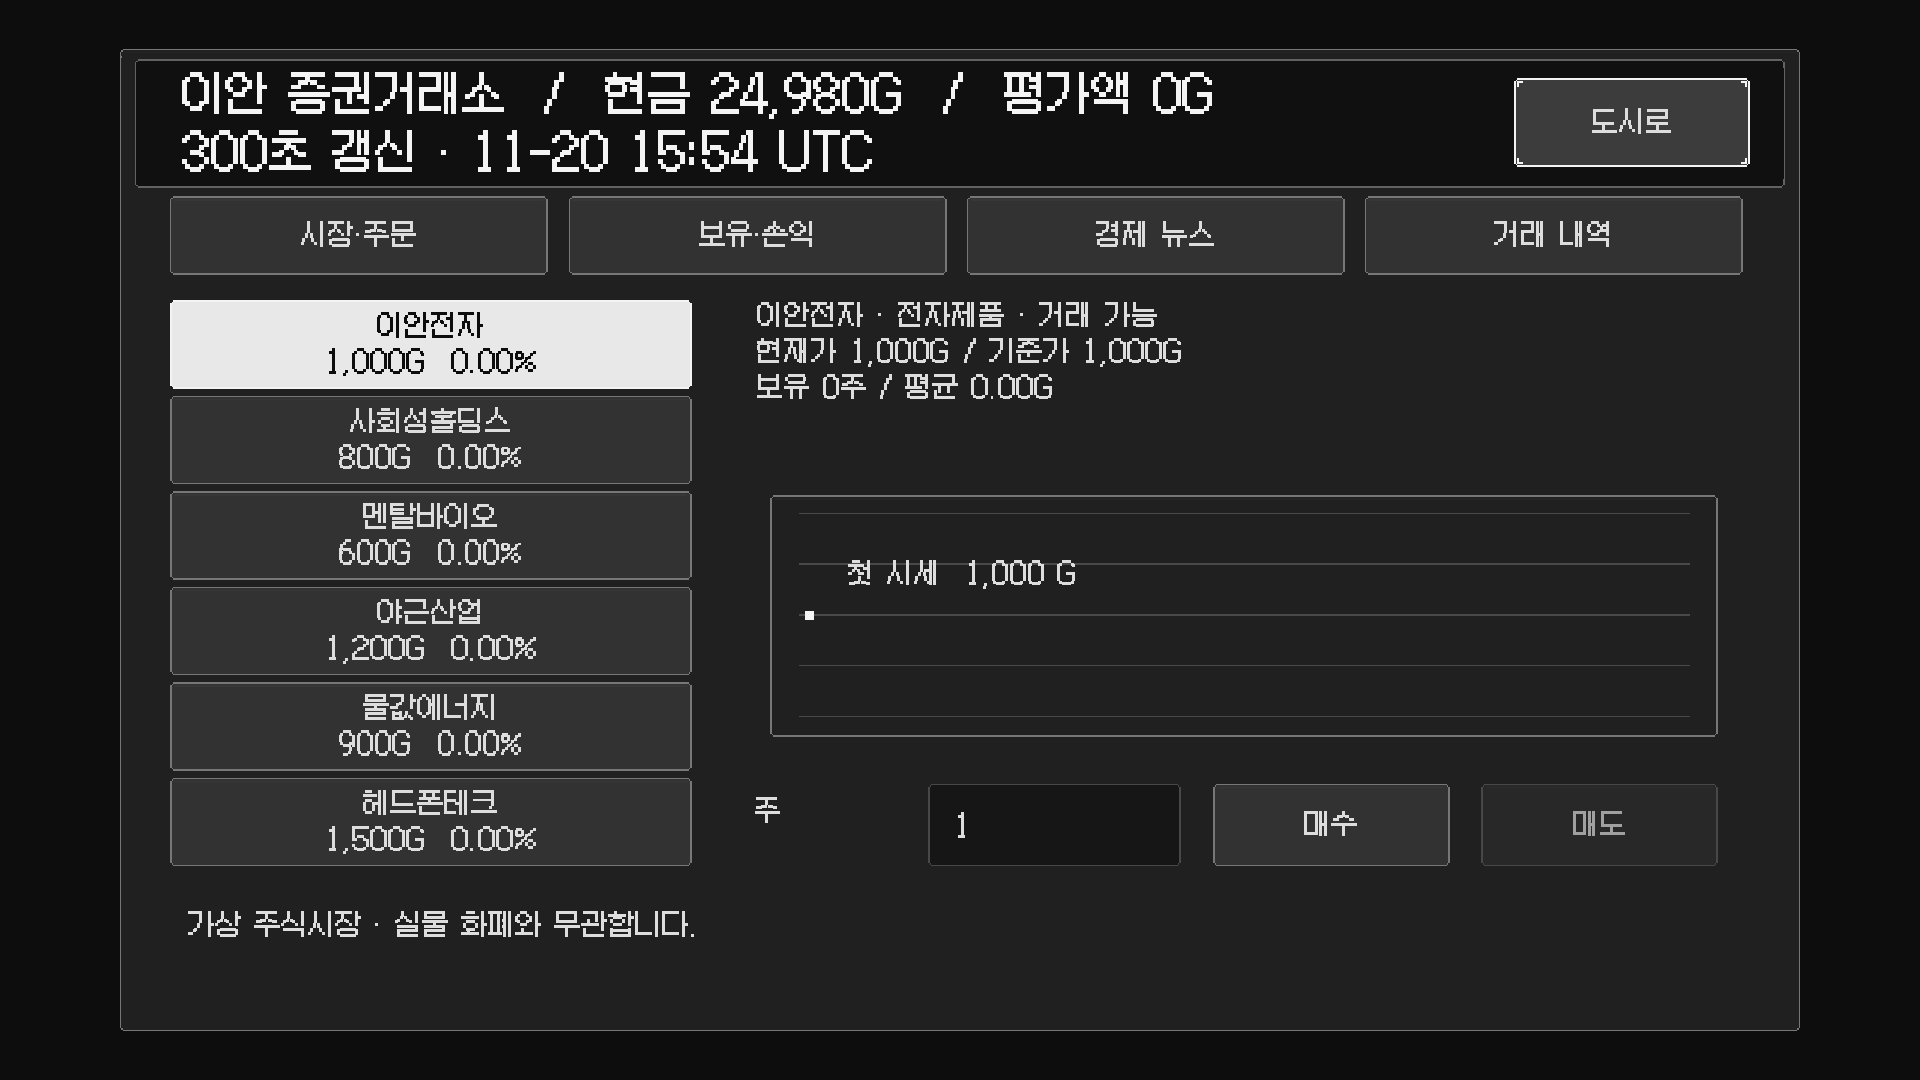 이안 증권거래소 / 현금 24,980G / 평가액 0G
300초 갱신 · 11-20 15:54 UTC
도시로
시장·주문
보유·손익
경제 뉴스
거래 내역
이안전자
1,000G 0.00%
사회성홀딩스
800G 0.00%
멘탈바이오
600G 0.00%
야근산업
1,200G 0.00%
물값에너지
900G 0.00%
헤드폰테크
1,500G 0.00%
이안전자 · 전자제품 · 거래 가능
현재가 1,000G / 기준가 1,000G
보유 0주 / 평균 0.00G
첫 시세 1,000 G
주
1
매수
매도
가상 주식시장 · 실물 화폐와 무관합니다.